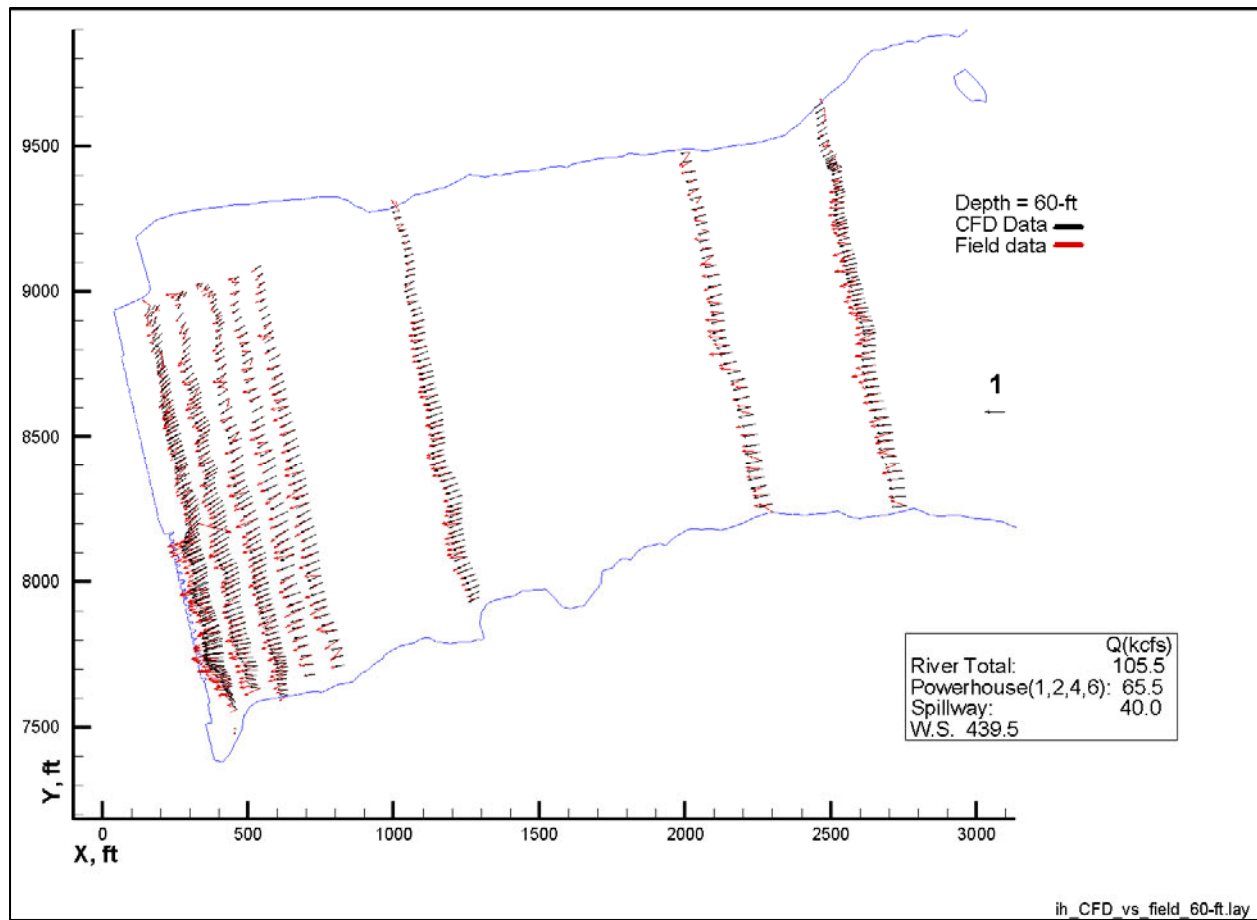 9500
9000
8500
8000
7500
Y, ft
0
500
1000
1500
2000
2500
3000
X, ft
Depth = 60-ft
CFD Data
Field data
1
Q(kcfs)
River Total: 105.5
Powerhouse(1,2,4,6): 65.5
Spillway: 40.0
W.S. 439.5
ih_CFD_vs_field_60-ft.lay